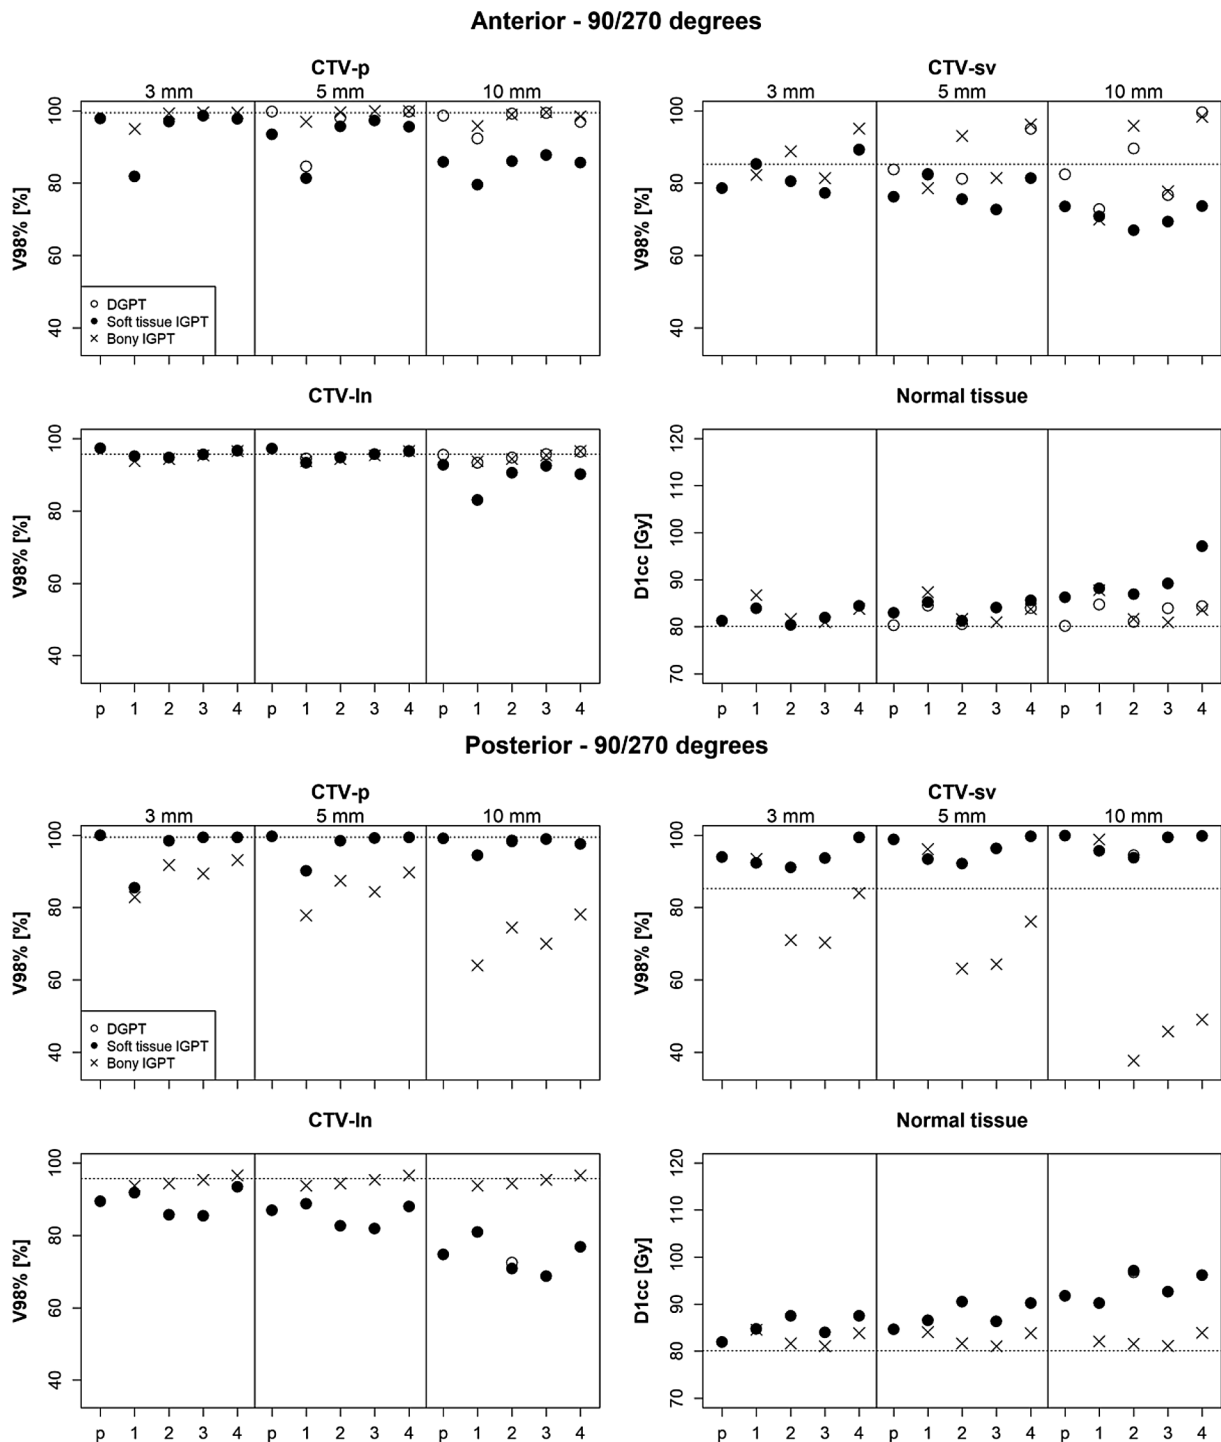 Anterior - 90/270 degrees
CTV-p
3 mm 5 mm 10 mm
V98% [%]
100
80
60
40
DGPT
Soft tissue IGPT
Bony IGPT
CTV-sv
3 mm 5 mm 10 mm
V98% [%]
100
80
60
40
CTV-ln
V98% [%]
100
80
60
40
p 1 2 3 4 p 1 2 3 4 p 1 2 3 4
Normal tissue
D1cc [Gy]
120
110
100
90
80
70
p 1 2 3 4 p 1 2 3 4 p 1 2 3 4
Posterior - 90/270 degrees
CTV-p
3 mm 5 mm 10 mm
V98% [%]
100
80
60
40
DGPT
Soft tissue IGPT
Bony IGPT
CTV-sv
3 mm 5 mm 10 mm
V98% [%]
100
80
60
40
CTV-ln
V98% [%]
100
80
60
40
p 1 2 3 4 p 1 2 3 4 p 1 2 3 4
Normal tissue
D1cc [Gy]
120
110
100
90
80
70
p 1 2 3 4 p 1 2 3 4 p 1 2 3 4